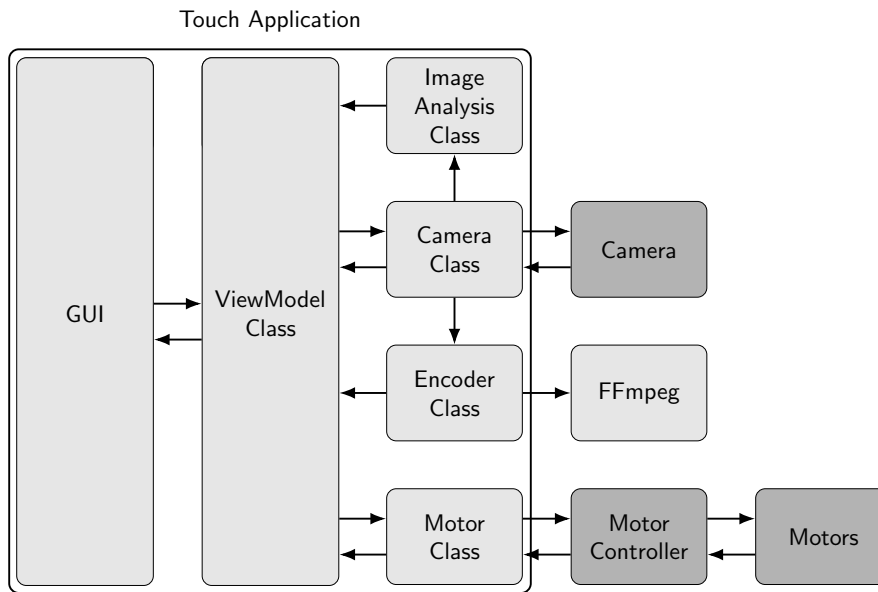 Touch Application
Image
Analysis
Class
Camera
Class
Camera
GUI
ViewModel
Class
Encoder
Class
FFmpeg
Motor
Class
Motor
Controller
Motors